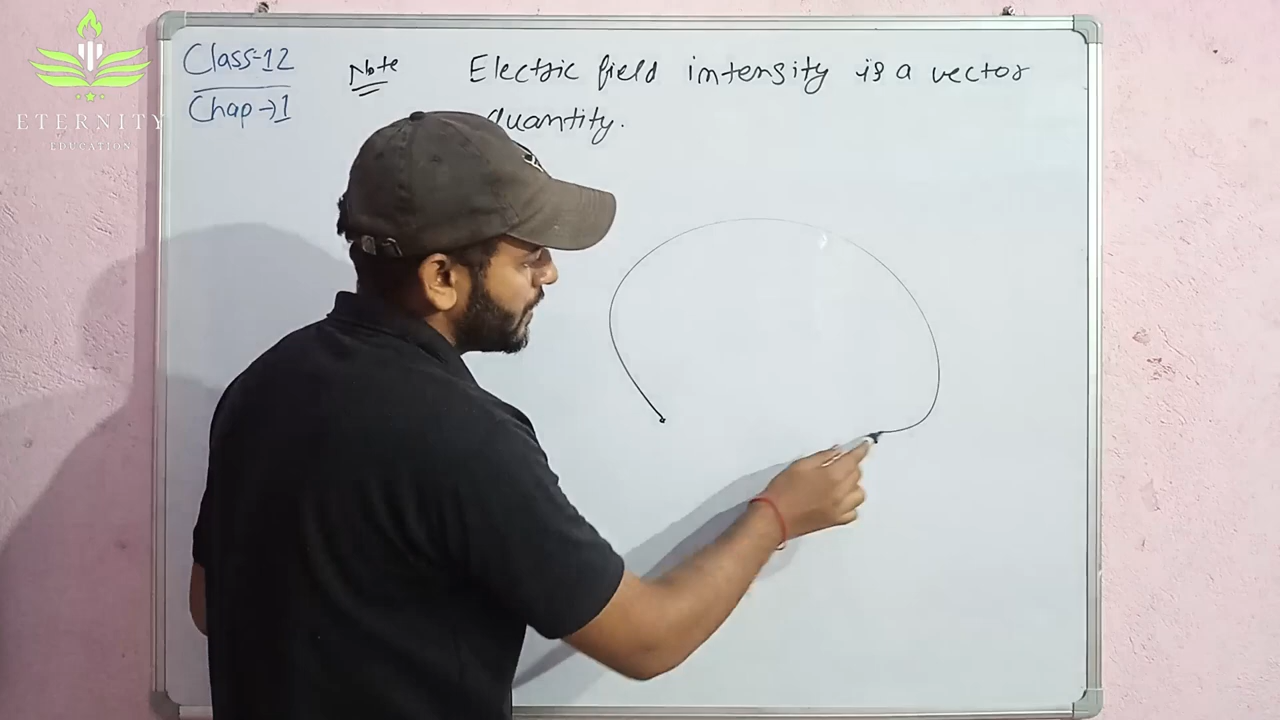 Class-12
Chap→1
Note
Electric field intensity is a vector
quantity.
ETERNITY
EDUCATION